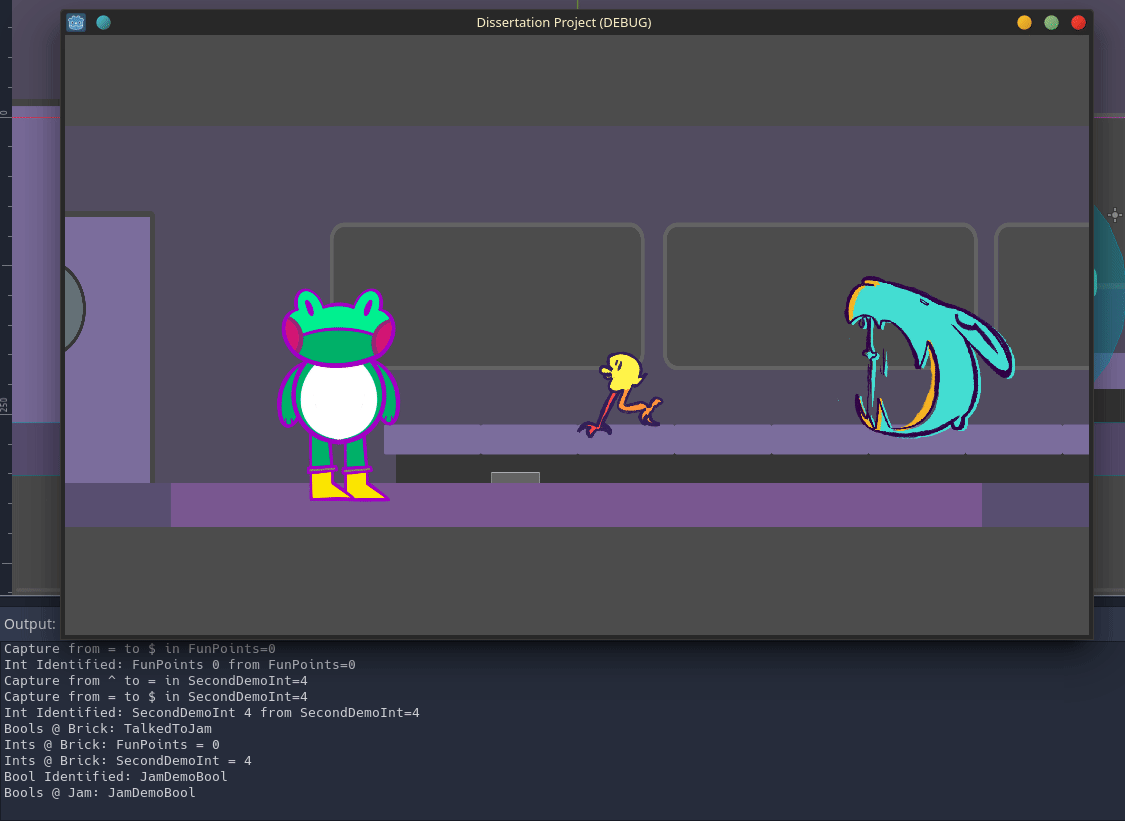 Dissertation Project (DEBUG)
0
250
Output:
Capture from = to $ in FunPoints=0
Int Identified: FunPoints 0 from FunPoints=0
Capture from ^ to = in SecondDemoInt=4
Capture from = to $ in SecondDemoInt=4
Int Identified: SecondDemoInt 4 from SecondDemoInt=4
Bools @ Brick: TalkedToJam
Ints @ Brick: FunPoints = 0
Ints @ Brick: SecondDemoInt = 4
Bool Identified: JamDemoBool
Bools @ Jam: JamDemoBool